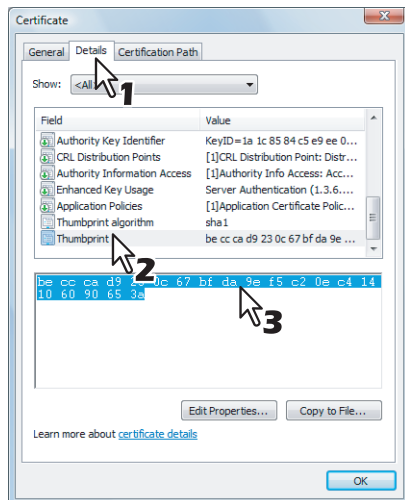 Certificate
General Details Certification Path
Show: <All>
1
Field Value
Authority Key Identifier KeyID=1a 1c 85 84 c5 e9 ee 0...
CRL Distribution Points [1]CRL Distribution Point: Distr...
Authority Information Access [1]Authority Info Access: Acc...
Enhanced Key Usage Server Authentication (1.3.6....
Application Policies [1]Application Certificate Polic...
Thumbprint algorithm sha1
Thumbprint be cc ca d9 23 0c 67 bf da 9e ...
2
be cc ca d9 0c 67 bf da 9e f5 c2 0e c4 14
10 60 90 65 3a
3
Edit Properties... Copy to File...
Learn more about certificate details
OK